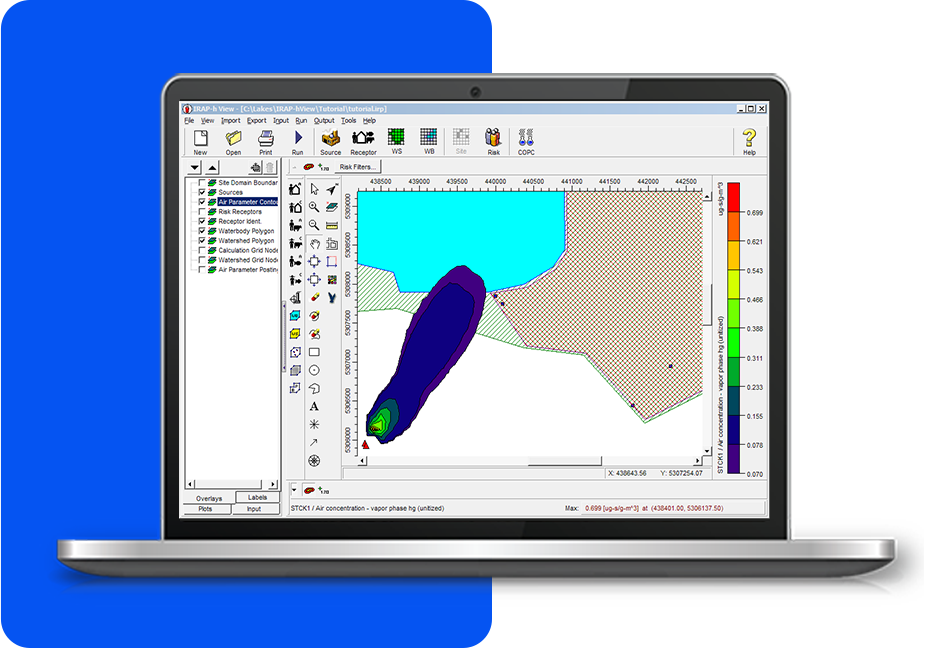 IRAP-h View - [C:\Lakes\IRAP-hView\Tutorial\tutorial.irp]
File View Import Export Input Run Output Tools Help
New Open Print Run Source Receptor WS WB Site Risk COPC Help
Risk Filters...
Site Domain Boundar
Sources
Air Parameter Contou
Risk Receptors
Receptor Ident.
Waterbody Polygon
Watershed Polygon
Calculation Grid Node
Watershed Grid Node
Air Parameter Posting
438500 439000 439500 440000 440500 441000 441500 442000 442500
5309000
5308500
5308000
5307500
5307000
5306500
5306000
ug-s/g-m^3
STCK1 / Air concentration - vapor phase hg (unitized)
0.699
0.621
0.543
0.466
0.388
0.311
0.233
0.155
0.078
0.070
A
X: 438643.56 Y: 5307254.07
Overlays Labels
Plots Input
STCK1 / Air concentration - vapor phase hg (unitized)
Max: 0.699 [ug-s/g-m^3] at (438401.00, 5306137.50)